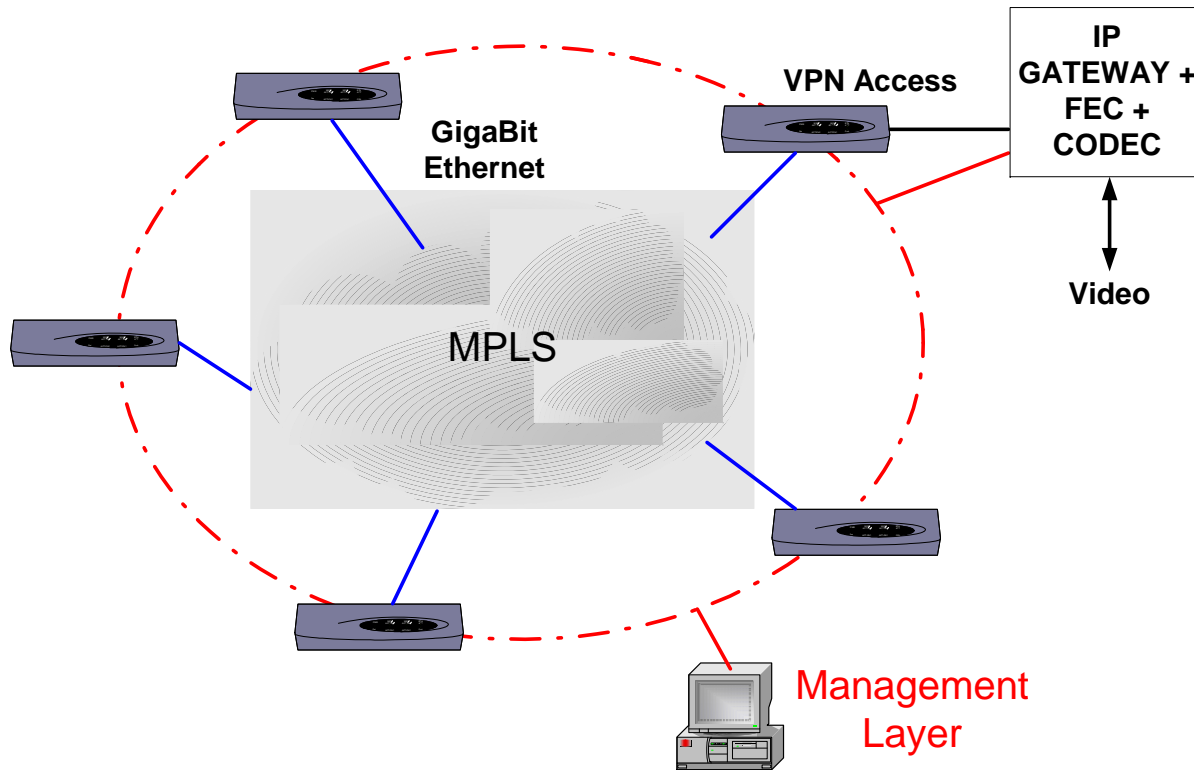 GigaBit
Ethernet
VPN Access
IP
GATEWAY +
FEC +
CODEC
Video
MPLS
Management
Layer